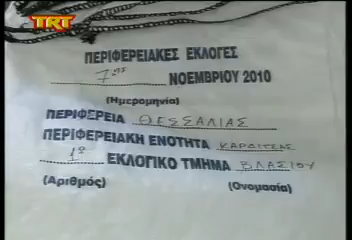 TRT
ΠΕΡΙΦΕΡΕΙΑΚΕΣ ΕΚΛΟΓΕΣ
7ης ΝΟΕΜΒΡΙΟΥ 2010
(Ημερομηνία)
ΠΕΡΙΦΕΡΕΙΑ ΘΕΣΣΑΛΙΑΣ
ΠΕΡΙΦΕΡΕΙΑΚΗ ΕΝΟΤΗΤΑ ΚΑΡΔΙΤΣΑΣ
1ο ΕΚΛΟΓΙΚΟ ΤΜΗΜΑ ΒΛΑΣΙΟΥ
(Αριθμός) (Ονομασία)